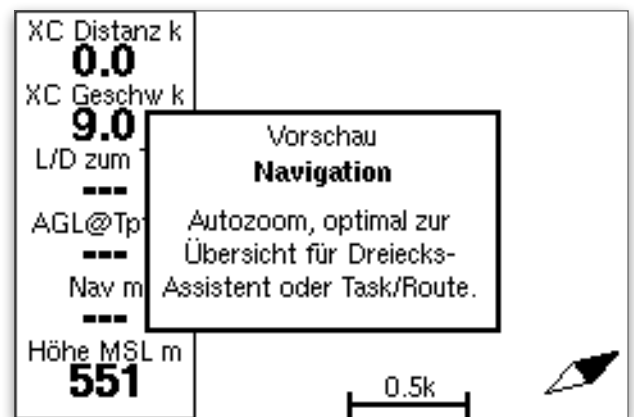 XC Distanz k
0.0
XC Geschw k
9.0
L/D zum
---
AGL@Tp
---
Nav m
---
Höhe MSL m
551
Vorschau
Navigation
Autozoom, optimal zur
Übersicht für Dreiecks-
Assistent oder Task/Route.
0.5k